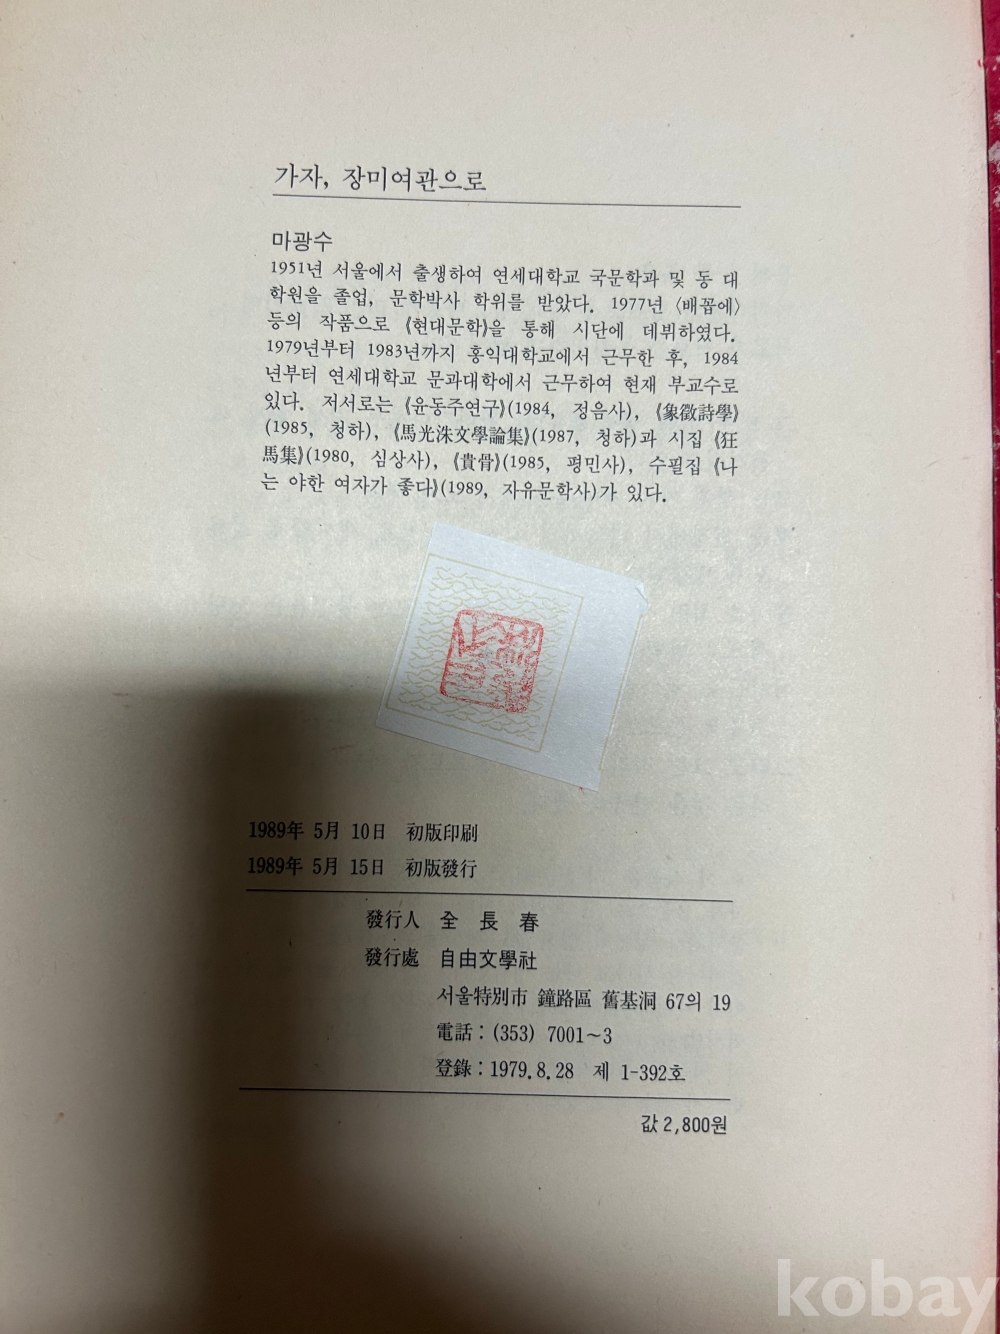 가자, 장미여관으로
마광수
1951년 서울에서 출생하여 연세대학교 국문학과 및 동 대
학원을 졸업, 문학박사 학위를 받았다. 1977년 〈배꼽에〉
등의 작품으로 《현대문학》을 통해 시단에 데뷔하였다.
1979년부터 1983년까지 홍익대학교에서 근무한 후, 1984
년부터 연세대학교 문과대학에서 근무하여 현재 부교수로
있다. 저서로는 《윤동주연구》(1984, 정음사), 《象徵詩學》
(1985, 청하), 《馬光洙文學論集》(1987, 청하)과 시집 《狂
馬集》(1980, 심상사), 《貴骨》(1985, 평민사), 수필집 《나
는 야한 여자가 좋다》(1989, 자유문학사)가 있다.
1989年 5月 10日 初版印刷
1989年 5月 15日 初版發行
發行人 全長春
發行處 自由文學社
서울特別市 鐘路區 舊基洞 67의 19
電話 : (353) 7001~3
登錄 : 1979. 8. 28 제 1-392호
값 2,800원
kobay